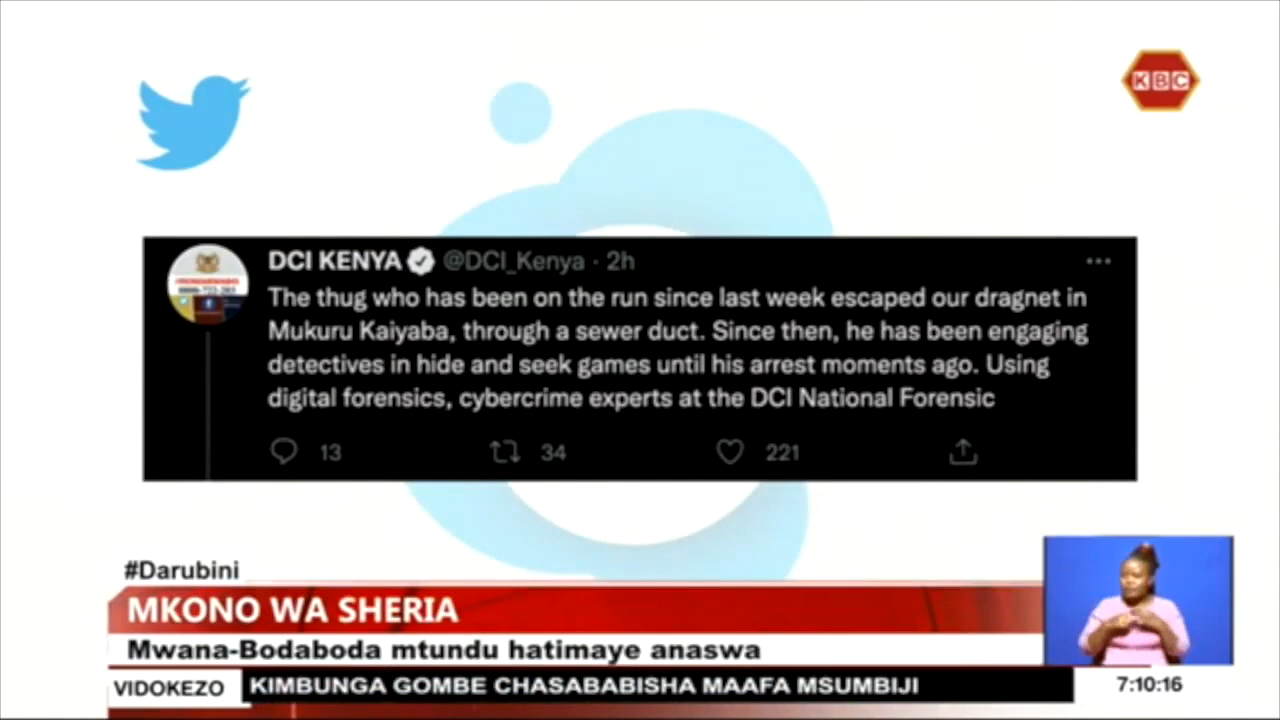 KBC
DCI KENYA @DCI_Kenya · 2h
The thug who has been on the run since last week escaped our dragnet in
Mukuru Kaiyaba, through a sewer duct. Since then, he has been engaging
detectives in hide and seek games until his arrest moments ago. Using
digital forensics, cybercrime experts at the DCI National Forensic
13 34 221
#Darubini
MKONO WA SHERIA
Mwana-Bodaboda mtundu hatimaye anaswa
VIDOKEZO KIMBUNGA GOMBE CHASABABISHA MAAFA MSUMBIJI 7:10:16